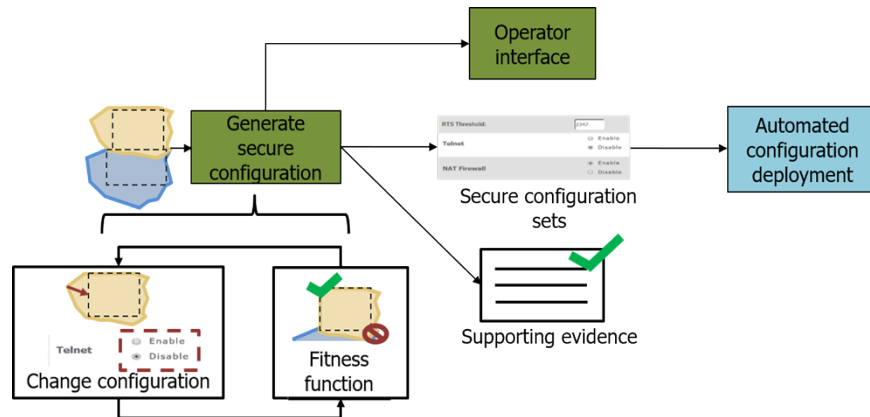 Operator
interface
Generate
secure
configuration
RTS Threshold:
2347
Telnet
Enable
Disable
NAT Firewall
Enable
Disable
Automated
configuration
deployment
Secure configuration
sets
Telnet
Enable
Disable
Change configuration
Fitness
function
Supporting evidence